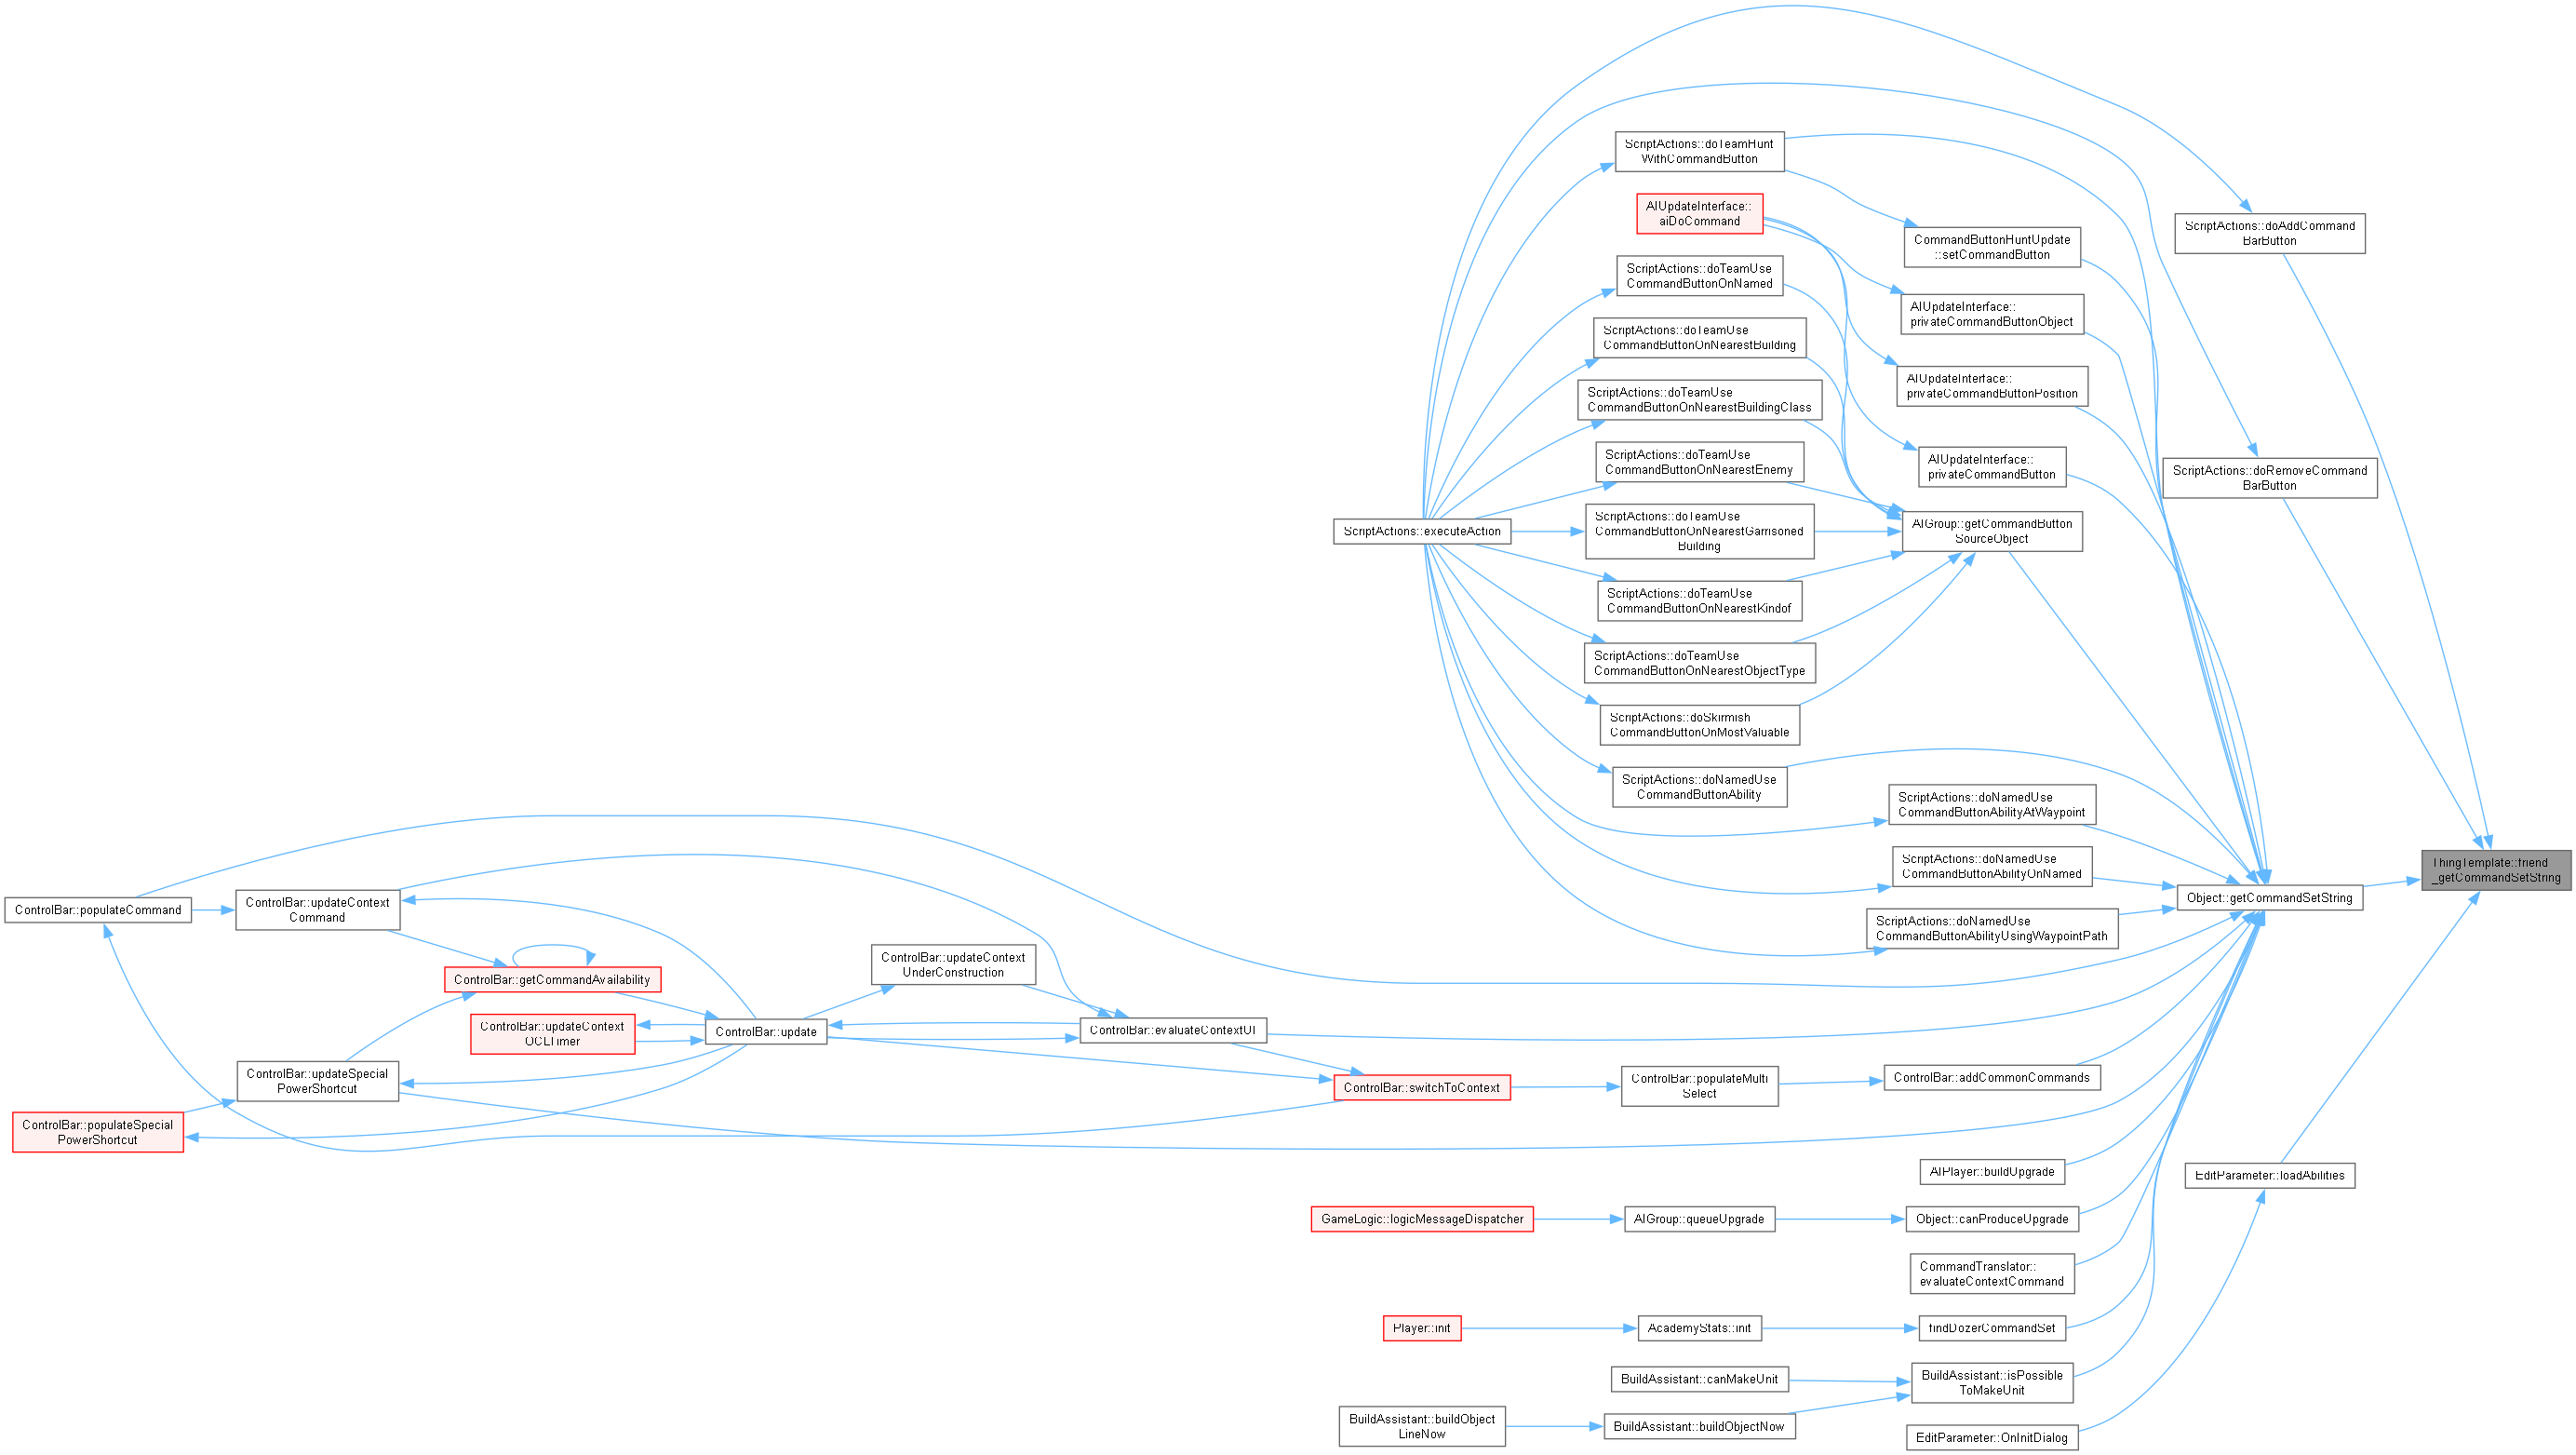 ScriptActions::doTeamHunt
WithCommandButton
AIUpdateInterface::
aiDoCommand
ScriptActions::doAddCommand
BarButton
CommandButtonHuntUpdate
::setCommandButton
ScriptActions::doTeamUse
CommandButtonOnNamed
AIUpdateInterface::
privateCommandButtonObject
ScriptActions::doTeamUse
CommandButtonOnNearestBuilding
AIUpdateInterface::
privateCommandButtonPosition
ScriptActions::doTeamUse
CommandButtonOnNearestBuildingClass
ScriptActions::doTeamUse
CommandButtonOnNearestEnemy
AIUpdateInterface::
privateCommandButton
ScriptActions::doRemoveCommand
BarButton
ScriptActions::executeAction
ScriptActions::doTeamUse
CommandButtonOnNearestGarrisoned
Building
AIGroup::getCommandButton
SourceObject
ScriptActions::doTeamUse
CommandButtonOnNearestKindof
ScriptActions::doTeamUse
CommandButtonOnNearestObjectType
ScriptActions::doSkirmish
CommandButtonOnMostValuable
ScriptActions::doNamedUse
CommandButtonAbility
ScriptActions::doNamedUse
CommandButtonAbilityAtWaypoint
ScriptActions::doNamedUse
CommandButtonAbilityOnNamed
ThingTemplate::friend
_getCommandSetString
Object::getCommandSetString
ControlBar::populateCommand
ControlBar::updateContext
Command
ScriptActions::doNamedUse
CommandButtonAbilityUsingWaypointPath
ControlBar::updateContext
UnderConstruction
ControlBar::getCommandAvailability
ControlBar::updateContext
OCLTimer
ControlBar::update
ControlBar::evaluateContextUI
ControlBar::updateSpecial
PowerShortcut
ControlBar::switchToContext
ControlBar::populateMulti
Select
ControlBar::addCommonCommands
ControlBar::populateSpecial
PowerShortcut
AIPlayer::buildUpgrade
EditParameter::loadAbilities
GameLogic::logicMessageDispatcher
AIGroup::queueUpgrade
Object::canProduceUpgrade
CommandTranslator::
evaluateContextCommand
Player::init
AcademyStats::init
findDozerCommandSet
BuildAssistant::canMakeUnit
BuildAssistant::isPossible
ToMakeUnit
BuildAssistant::buildObject
LineNow
BuildAssistant::buildObjectNow
EditParameter::OnInitDialog